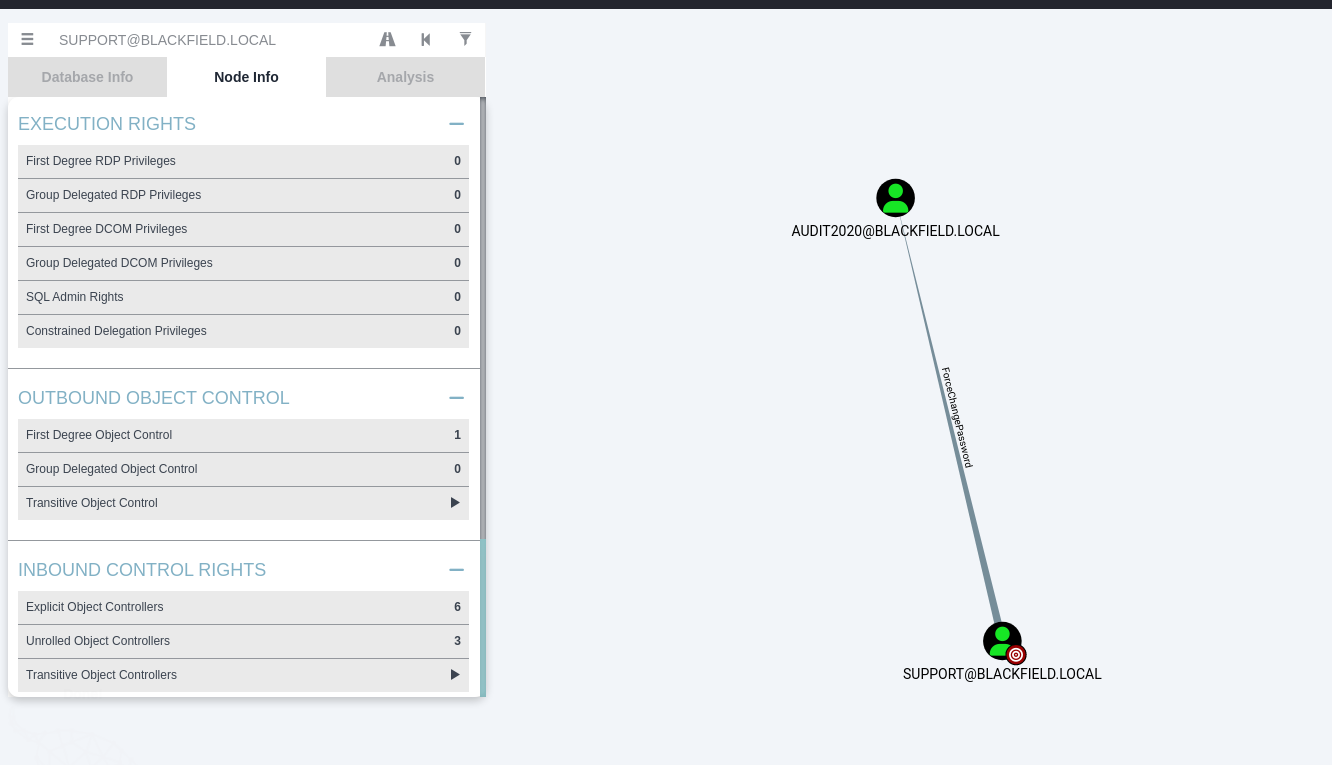 SUPPORT@BLACKFIELD.LOCAL
Database Info
Node Info
Analysis
EXECUTION RIGHTS
First Degree RDP Privileges 0
Group Delegated RDP Privileges 0
First Degree DCOM Privileges 0
Group Delegated DCOM Privileges 0
SQL Admin Rights 0
Constrained Delegation Privileges 0
OUTBOUND OBJECT CONTROL
First Degree Object Control 1
Group Delegated Object Control 0
Transitive Object Control
INBOUND CONTROL RIGHTS
Explicit Object Controllers 6
Unrolled Object Controllers 3
Transitive Object Controllers
AUDIT2020@BLACKFIELD.LOCAL
ForceChangePassword
SUPPORT@BLACKFIELD.LOCAL